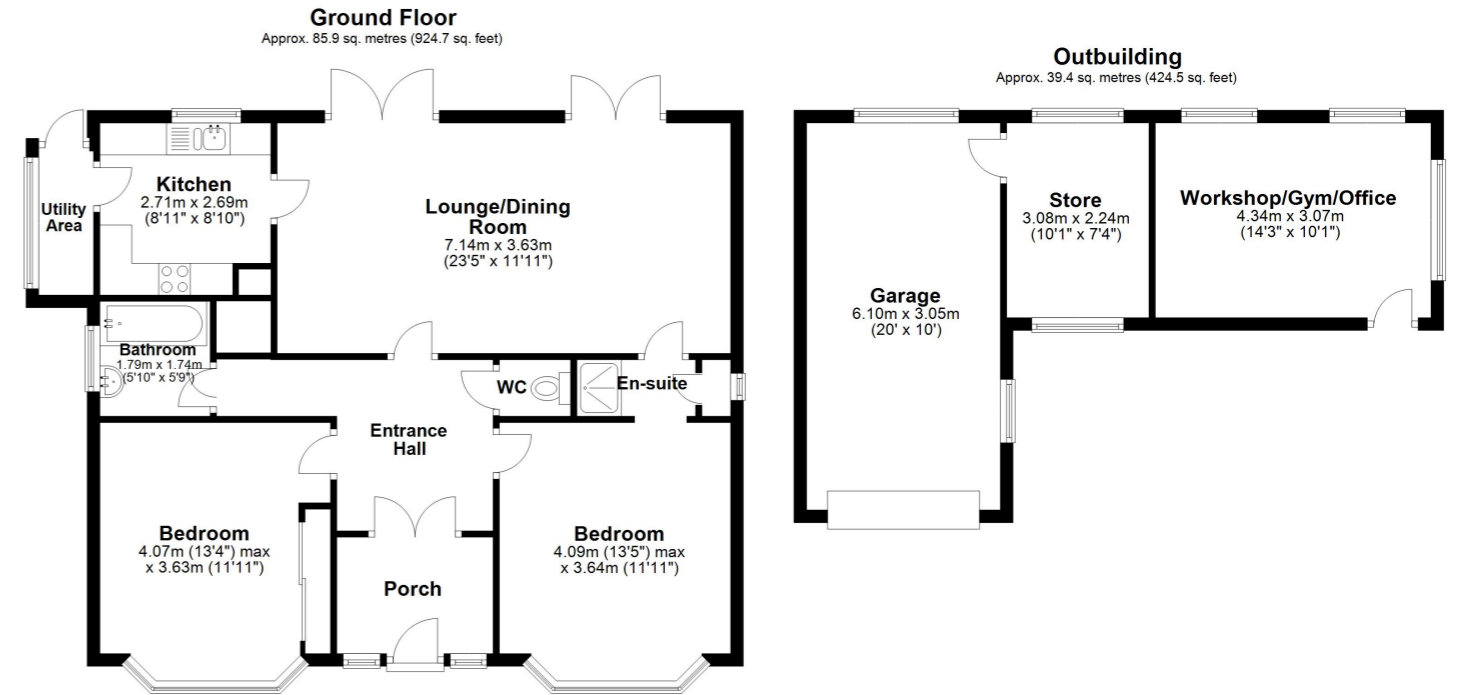 Ground Floor
Approx. 85.9 sq. metres (924.7 sq. feet)
Outbuilding
Approx. 39.4 sq. metres (424.5 sq. feet)
Kitchen
2.71m x 2.69m
(8'11" x 8'10")
Utility
Area
Lounge/Dining
Room
7.14m x 3.63m
(23'5" x 11'11")
Bathroom
1.79m x 1.74m
(5'10" x 5'9")
WC
En-suite
Entrance
Hall
Bedroom
4.07m (13'4") max
x 3.63m (11'11")
Porch
Bedroom
4.09m (13'5") max
x 3.64m (11'11")
Garage
6.10m x 3.05m
(20' x 10')
Store
3.08m x 2.24m
(10'1" x 7'4")
Workshop/Gym/Office
4.34m x 3.07m
(14'3" x 10'1")